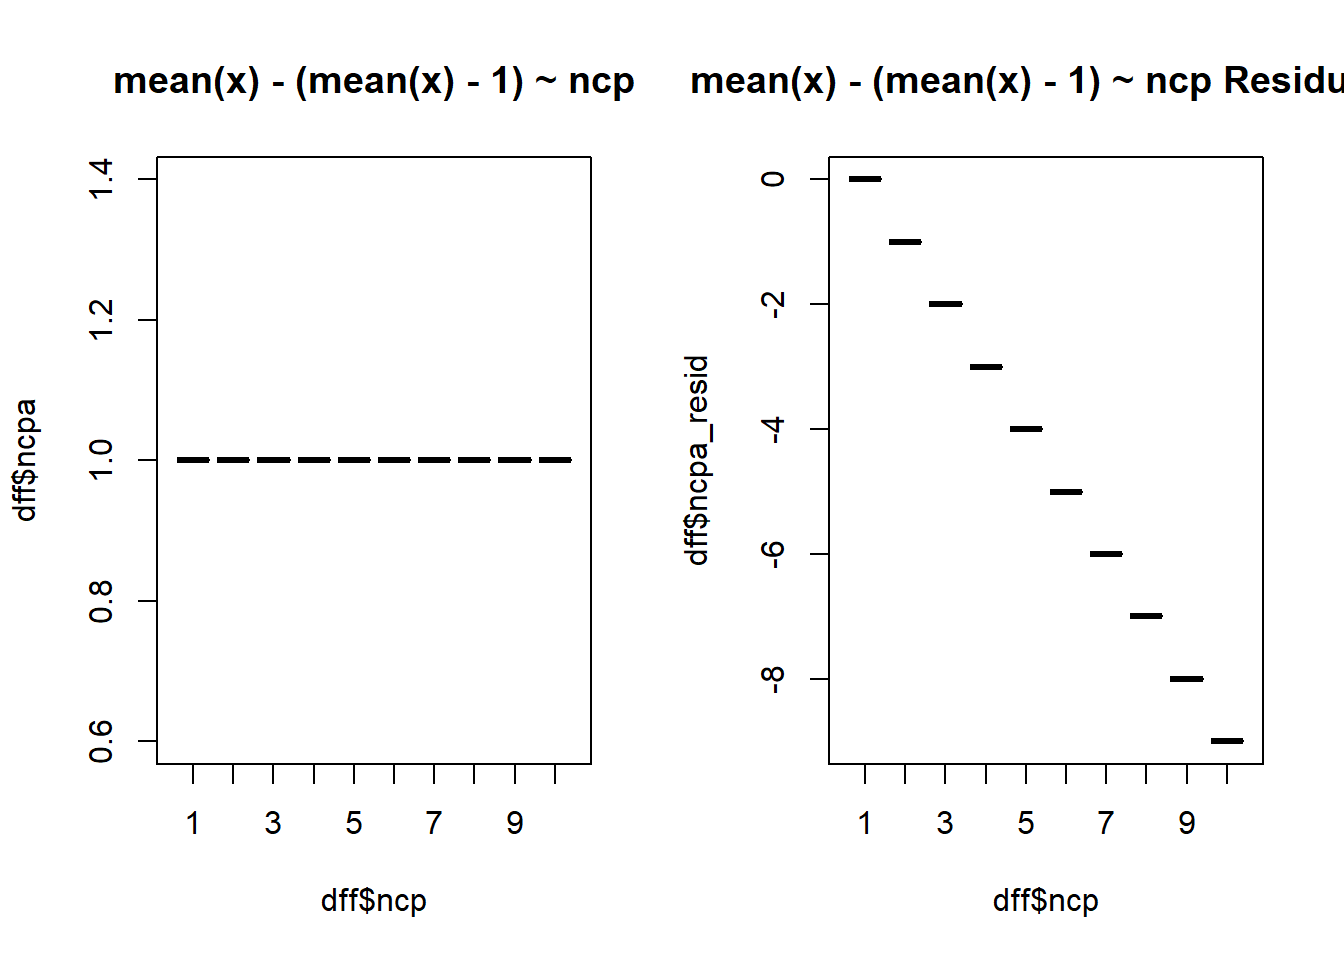 mean(x) - (mean(x) - 1) ~ ncp
dff$ncpa
1.4
1.2
1.0
0.8
0.6
1 3 5 7 9
dff$ncp
mean(x) - (mean(x) - 1) ~ ncp Residu
dff$ncpa_resid
0
-2
-4
-6
-8
1 3 5 7 9
dff$ncp